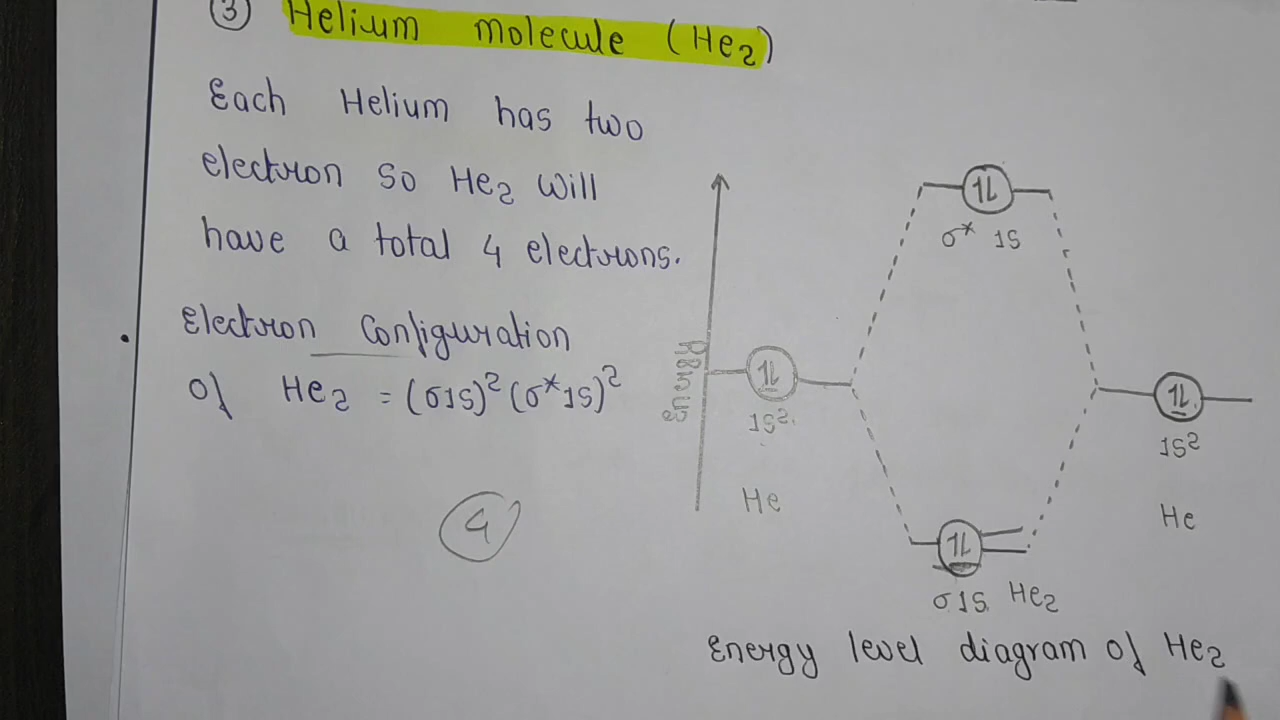 ③ Helium molecule (He₂)
Each Helium has two
electron so He₂ will
have a total 4 electrons.
Electron Configuration
of He₂ = (σ1s)² (σ*1s)²
4
σ* 1s
1s²
He
1s²
He
σ1s He₂
Energy level diagram of He₂